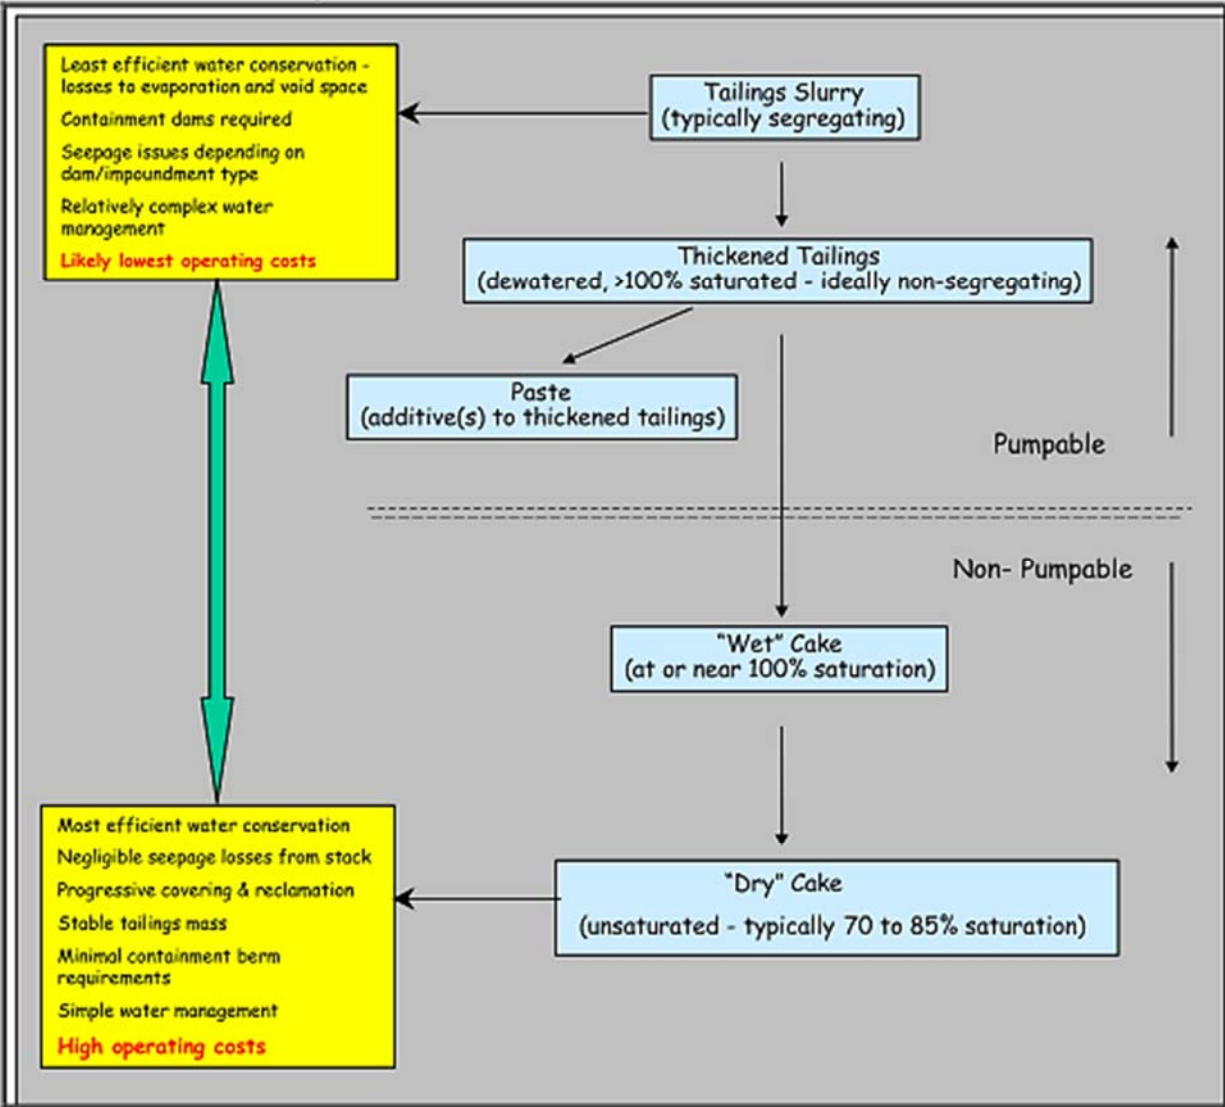 Least efficient water conservation -
losses to evaporation and void space
Containment dams required
Seepage issues depending on
dam/impoundment type
Relatively complex water
management
Likely lowest operating costs
Tailings Slurry
(typically segregating)
Thickened Tailings
(dewatered, >100% saturated - ideally non-segregating)
Paste
(additive(s) to thickened tailings)
Pumpable
Non- Pumpable
“Wet” Cake
(at or near 100% saturation)
Most efficient water conservation
Negligible seepage losses from stack
Progressive covering & reclamation
Stable tailings mass
Minimal containment berm
requirements
Simple water management
High operating costs
“Dry” Cake
(unsaturated - typically 70 to 85% saturation)